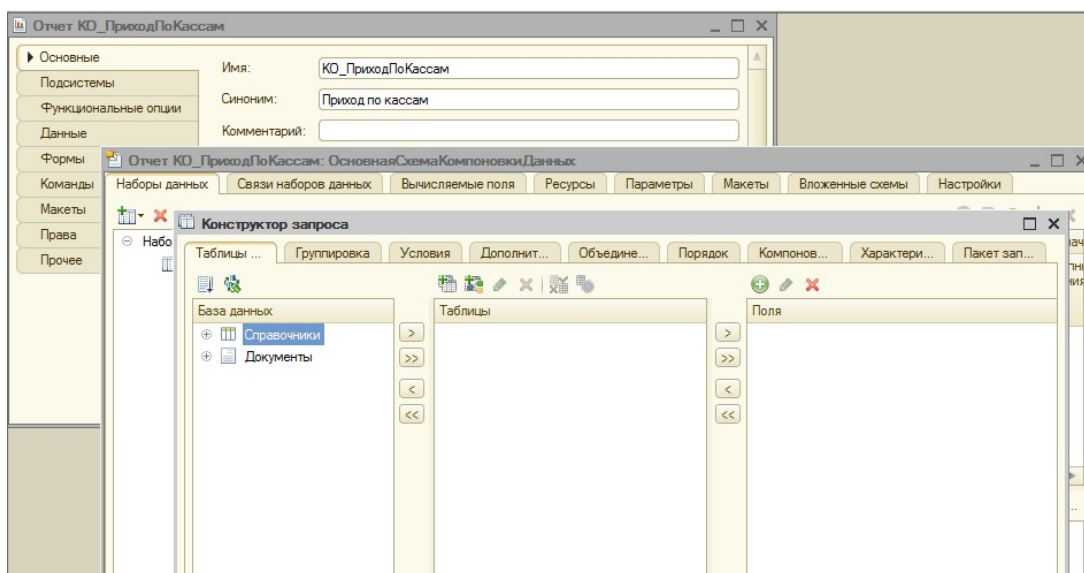 Отчет КО_ПриходПоКассам
Основные
Подсистемы
Функциональные опции
Данные
Формы
Команды
Макеты
Права
Прочее
Имя: КО_ПриходПоКассам
Синоним: Приход по кассам
Комментарий:
Отчет КО_ПриходПоКассам: ОсновнаяСхемаКомпоновкиДанных
Наборы данных Связи наборов данных Вычисляемые поля Ресурсы Параметры Макеты Вложенные схемы Настройки
Набо
Конструктор запроса
Таблицы ... Группировка Условия Дополнит... Объедине... Порядок Компонов... Характери... Пакет зап...
База данных Таблицы Поля
Справочники
Документы
> >
>> >>
< <
<< <<